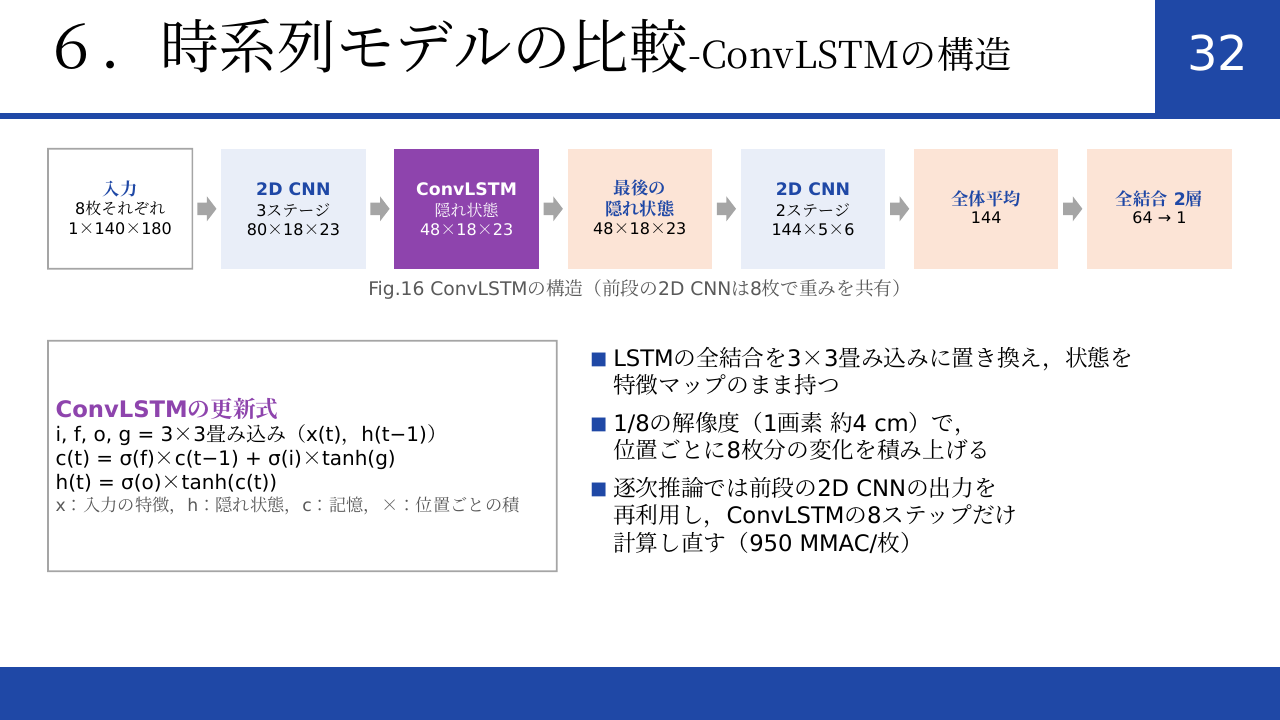 ６．時系列モデルの比較-ConvLSTMの構造
32
入力
8枚それぞれ
1×140×180
2D CNN
3ステージ
80×18×23
ConvLSTM
隠れ状態
48×18×23
最後の
隠れ状態
48×18×23
2D CNN
2ステージ
144×5×6
全体平均
144
全結合 2層
64 → 1
Fig.16 ConvLSTMの構造（前段の2D CNNは8枚で重みを共有）
ConvLSTMの更新式
i, f, o, g = 3×3畳み込み（x(t)，h(t−1)）
c(t) = σ(f)×c(t−1) + σ(i)×tanh(g)
h(t) = σ(o)×tanh(c(t))
x：入力の特徴，h：隠れ状態，c：記憶，×：位置ごとの積
■ LSTMの全結合を3×3畳み込みに置き換え，状態を
特徴マップのまま持つ
■ 1/8の解像度（1画素 約4 cm）で，
位置ごとに8枚分の変化を積み上げる
■ 逐次推論では前段の2D CNNの出力を
再利用し，ConvLSTMの8ステップだけ
計算し直す（950 MMAC/枚）